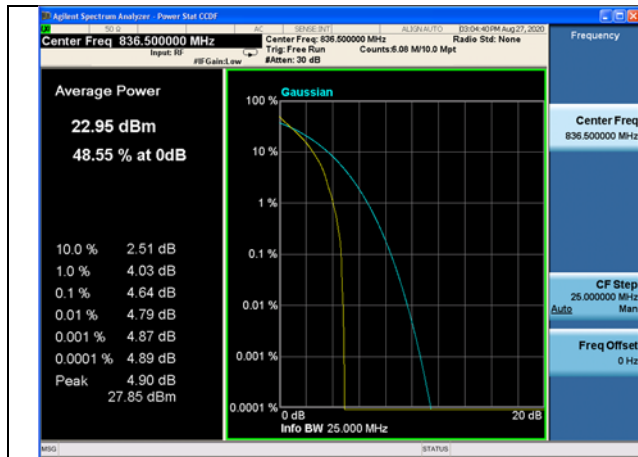 Agilent Spectrum Analyzer - Power Stat CCDF
50 Ω AC SENSE:INT ALIGN AUTO 03:04:40 PM Aug 27, 2020
Center Freq 836.500000 MHz
Input: RF
#IFGain:Low
Center Freq: 836.500000 MHz Radio Std: None
Trig: Free Run Counts:6.08 M/10.0 Mpt
#Atten: 30 dB
Frequency
Average Power
22.95 dBm
48.55 % at 0dB
10.0 % 2.51 dB
1.0 % 4.03 dB
0.1 % 4.64 dB
0.01 % 4.79 dB
0.001 % 4.87 dB
0.0001 % 4.89 dB
Peak 4.90 dB
27.85 dBm
Gaussian
100 %
10 %
1 %
0.1 %
0.01 %
0.001 %
0.0001 %
0 dB 20 dB
Info BW 25.000 MHz
Center Freq
836.500000 MHz
CF Step
25.000000 MHz
Auto Man
Freq Offset
0 Hz
MSG STATUS